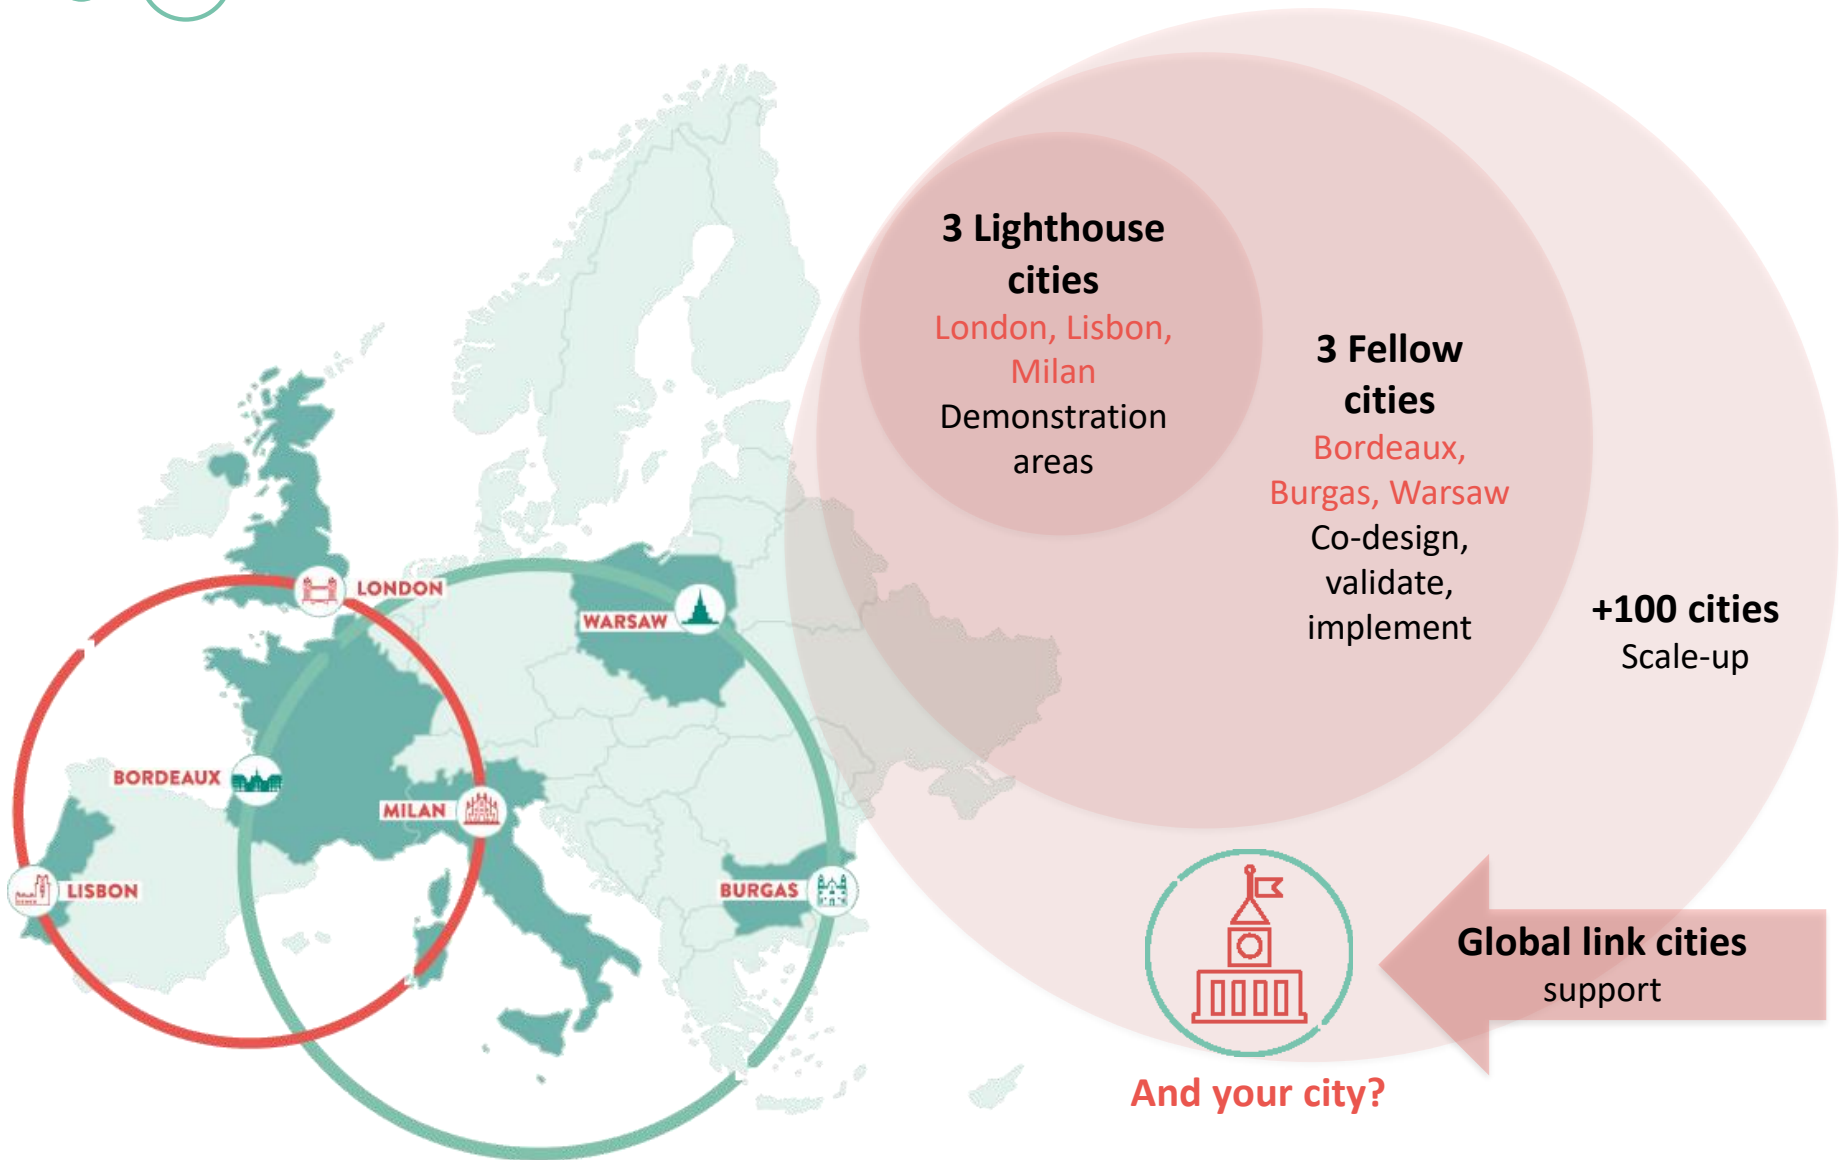 3 Lighthouse
cities
London, Lisbon,
Milan
Demonstration
areas
3 Fellow
cities
Bordeaux,
Burgas, Warsaw
Co-design,
validate,
implement
+100 cities
Scale-up
LONDON
WARSAW
BORDEAUX
MILAN
LISBON
BURGAS
Global link cities
support
And your city?